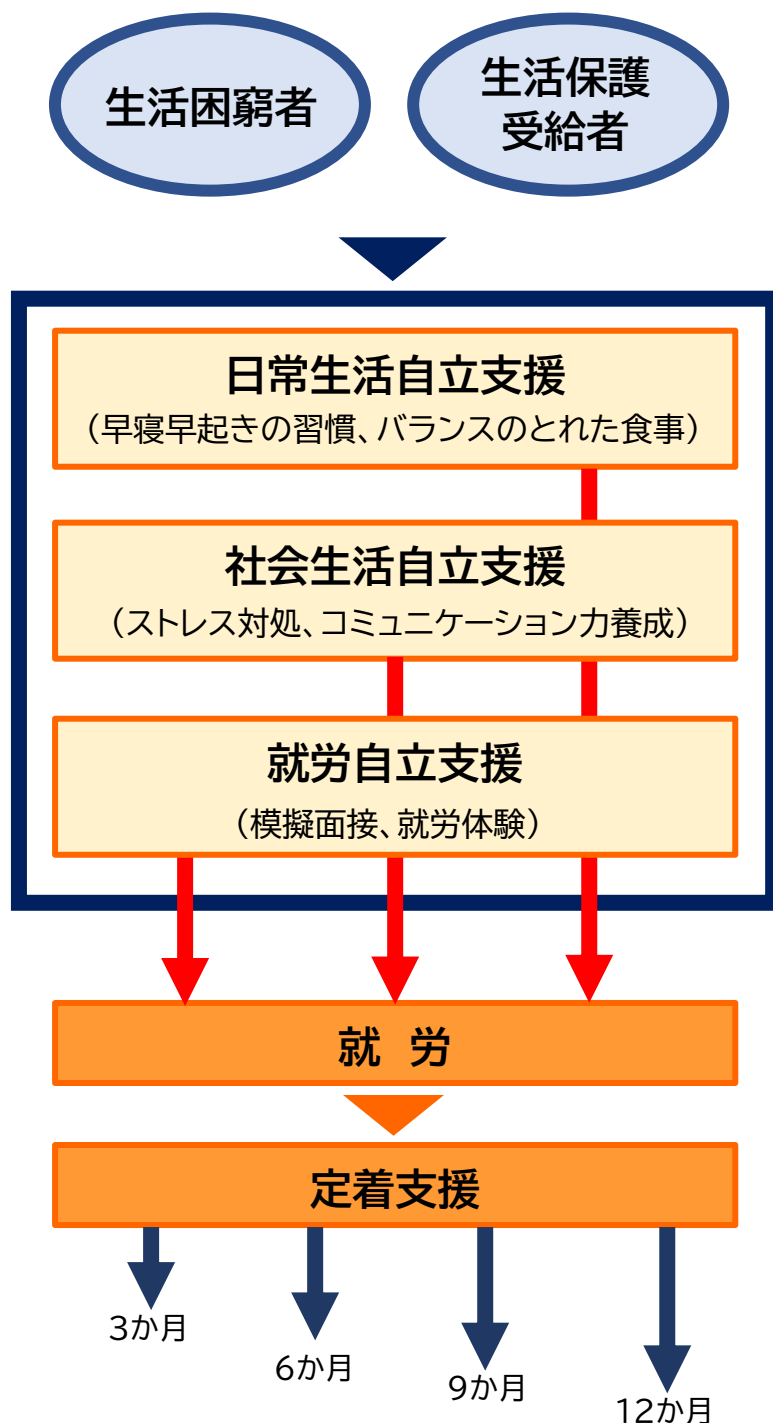 生活困窮者
生活保護
受給者
日常生活自立支援
（早寝早起きの習慣、バランスのとれた食事）
社会生活自立支援
（ストレス対処、コミュニケーション力養成）
就労自立支援
（模擬面接、就労体験）
就 労
定着支援
3か月
6か月
9か月
12か月